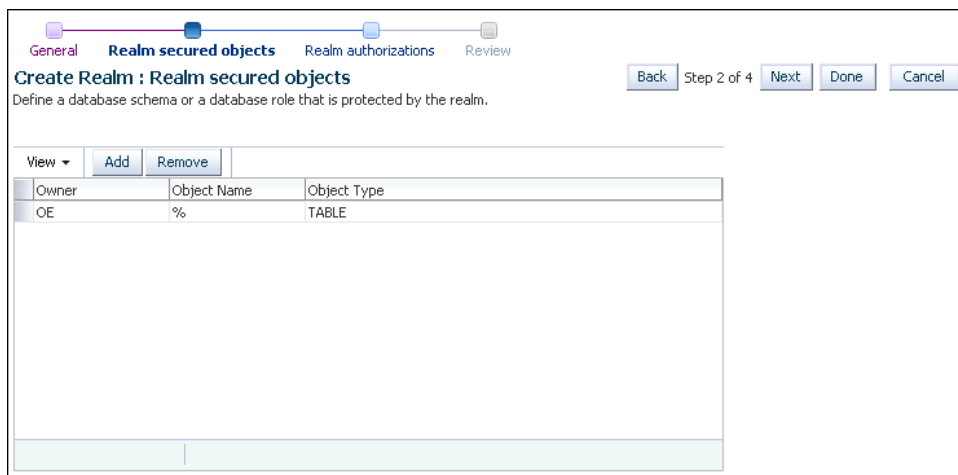 General Realm secured objects Realm authorizations Review
Create Realm : Realm secured objects Back Step 2 of 4 Next Done Cancel
Define a database schema or a database role that is protected by the realm.
View Add Remove
Owner Object Name Object Type
OE % TABLE